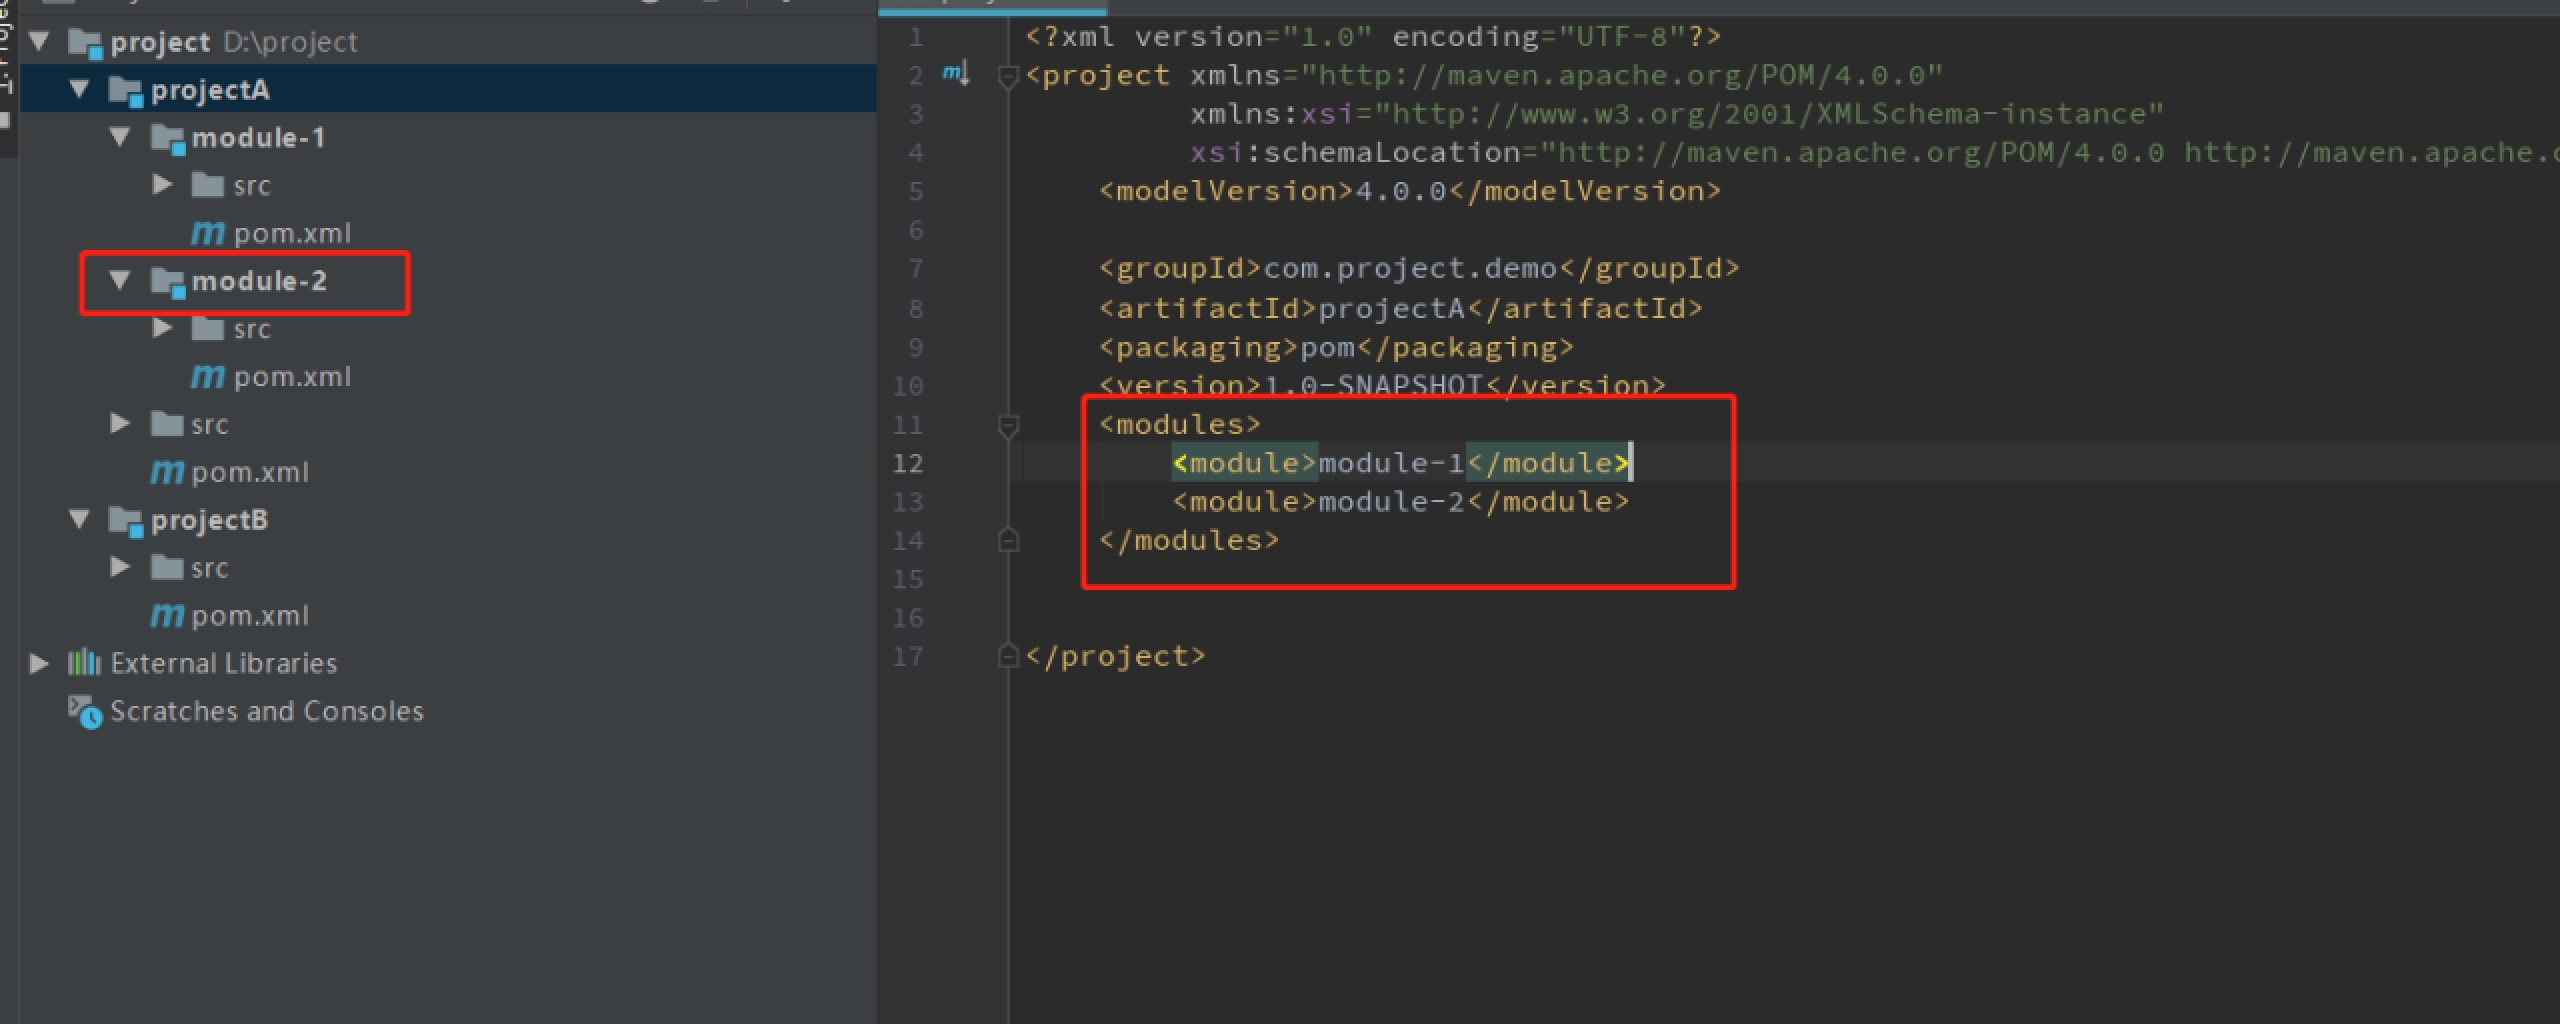 project D:\project
projectA
module-1
src
pom.xml
module-2
src
pom.xml
src
pom.xml
projectB
src
pom.xml
External Libraries
Scratches and Consoles
1 <?xml version="1.0" encoding="UTF-8"?>
2 <project xmlns="http://maven.apache.org/POM/4.0.0"
3 xmlns:xsi="http://www.w3.org/2001/XMLSchema-instance"
4 xsi:schemaLocation="http://maven.apache.org/POM/4.0.0 http://maven.apache.
5 <modelVersion>4.0.0</modelVersion>
6
7 <groupId>com.project.demo</groupId>
8 <artifactId>projectA</artifactId>
9 <packaging>pom</packaging>
10 <version>1.0-SNAPSHOT</version>
11 <modules>
12 <module>module-1</module>
13 <module>module-2</module>
14 </modules>
15
16
17 </project>